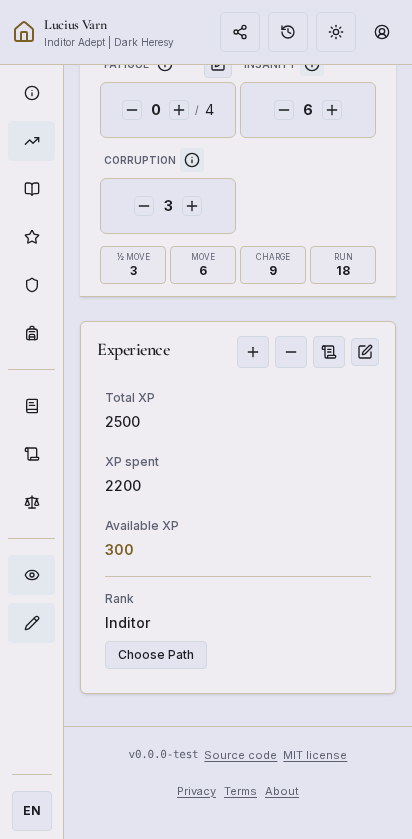 Lucius Varn
Inditor Adept | Dark Heresy
FATIGUE INSANITY
0 / 4 6
CORRUPTION
3
½ MOVE MOVE CHARGE RUN
3 6 9 18
Experience
Total XP
2500
XP spent
2200
Available XP
300
Rank
Inditor
Choose Path
v0.0.0-test Source code MIT license
Privacy Terms About
EN